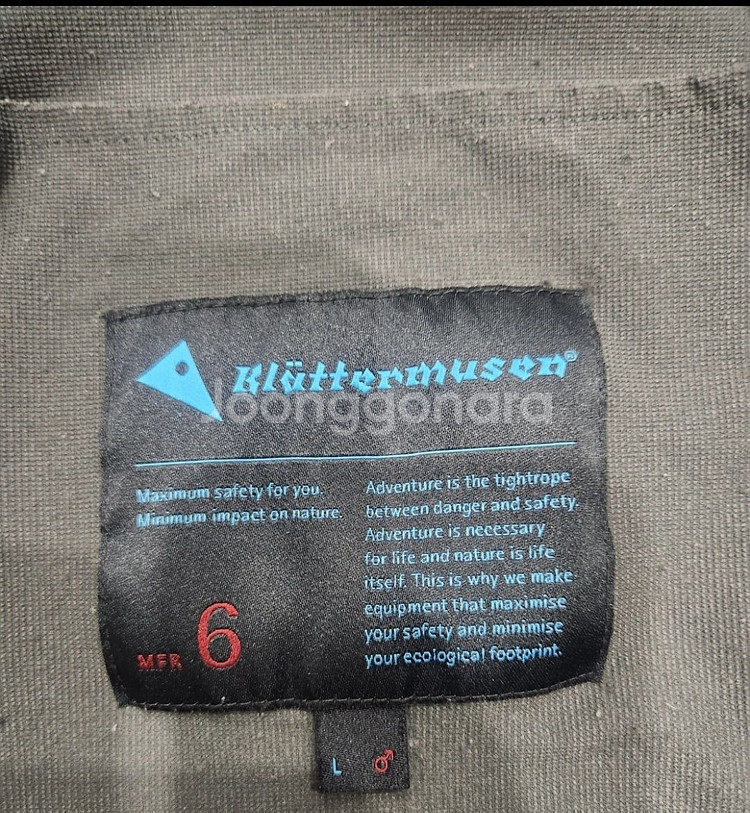 Klättermusen®
Joonggonara
Maximum safety for you.
Minimum impact on nature.
Adventure is the tightrope
between danger and safety.
Adventure is necessary
for life and nature is life
itself. This is why we make
equipment that maximise
your safety and minimise
your ecological footprint.
MFR 6
L ♂